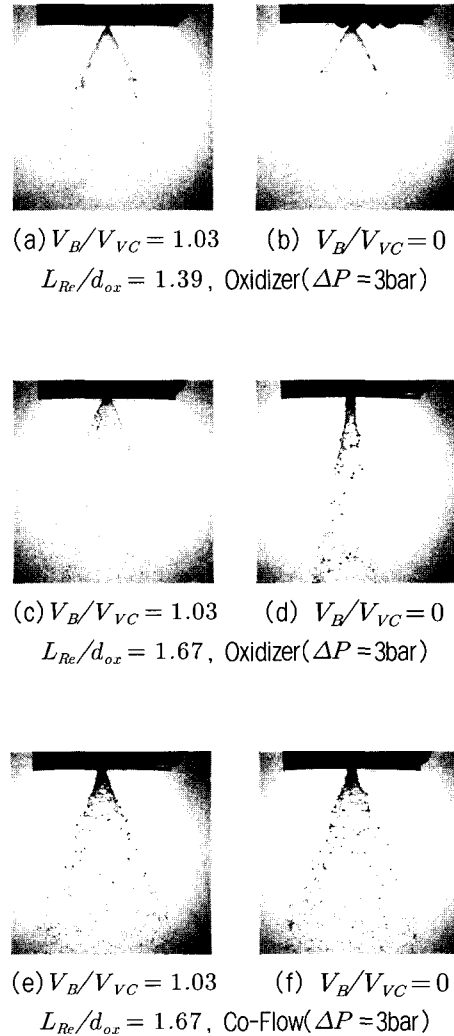 (a) V_B/V_VC = 1.03 (b) V_B/V_VC = 0
L_Re/d_ox = 1.39, Oxidizer(ΔP = 3bar)
(c) V_B/V_VC = 1.03 (d) V_B/V_VC = 0
L_Re/d_ox = 1.67, Oxidizer(ΔP = 3bar)
(e) V_B/V_VC = 1.03 (f) V_B/V_VC = 0
L_Re/d_ox = 1.67, Co-Flow(ΔP = 3bar)